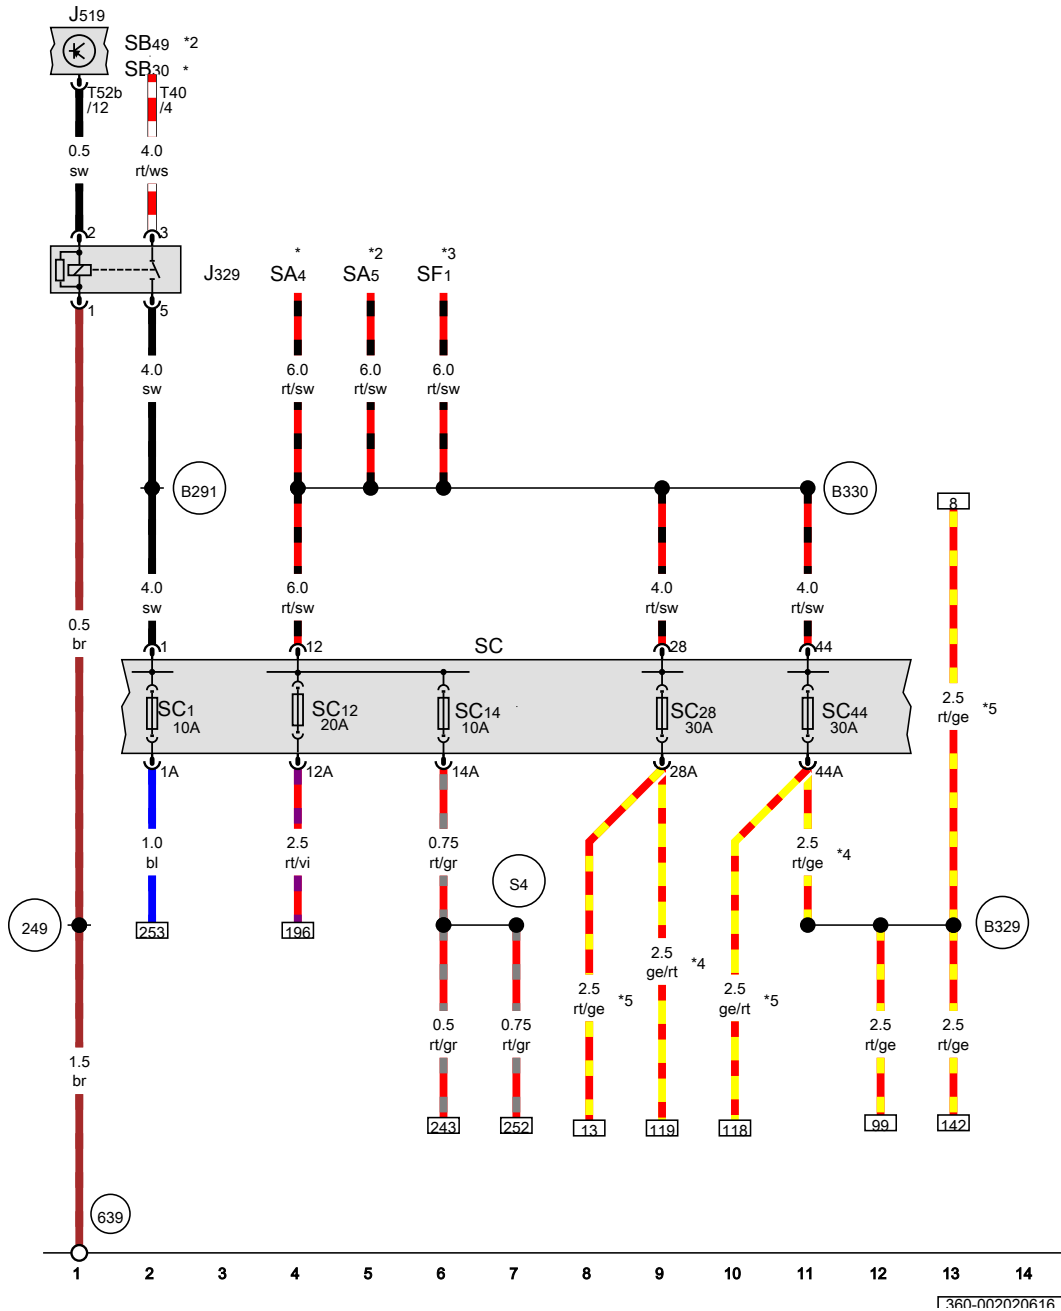 J519
SB49 *2
SB30 *
T52b
/12
T40
/4
0.5
sw
4.0
rt/ws
2
3
J329
1
5
*
SA4
*2
SA5
*3
SF1
4.0
sw
6.0
rt/sw
6.0
rt/sw
6.0
rt/sw
B291
B330
8
4.0
sw
6.0
rt/sw
4.0
rt/sw
4.0
rt/sw
0.5
br
1
12
SC
28
44
2.5
rt/ge *5
SC1
10A
SC12
20A
SC14
10A
SC28
30A
SC44
30A
1A
12A
14A
28A
44A
1.0
bl
2.5
rt/vi
0.75
rt/gr
2.5
rt/ge *4
S4
249
253
196
B329
2.5
ge/rt *4
2.5
rt/ge *5
2.5
ge/rt *5
0.5
rt/gr
0.75
rt/gr
2.5
rt/ge
2.5
rt/ge
1.5
br
243
252
13
119
118
99
142
639
1 2 3 4 5 6 7 8 9 10 11 12 13 14
360-002020616